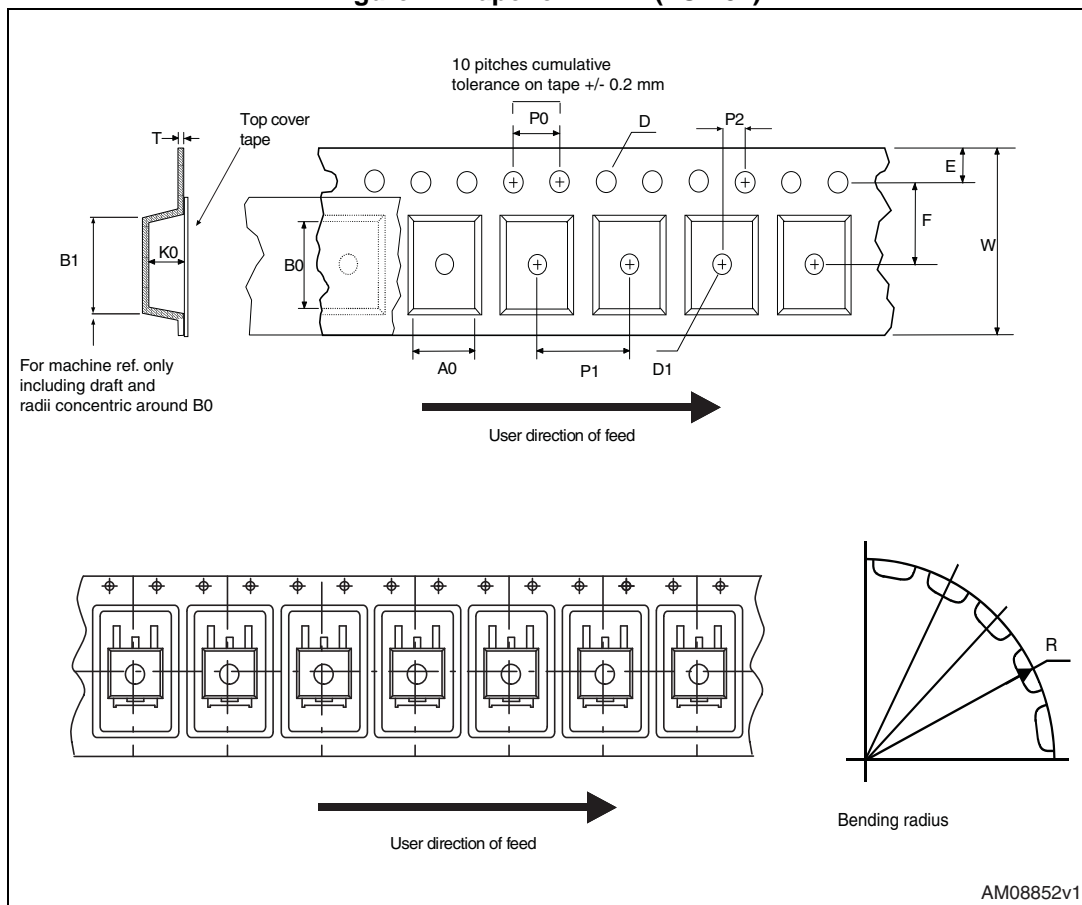 10 pitches cumulative
tolerance on tape +/- 0.2 mm
P0
D
P2
T
Top cover
tape
E
F
W
B1
K0
B0
For machine ref. only
including draft and
radii concentric around B0
A0
P1
D1
User direction of feed
R
Bending radius
User direction of feed
AM08852v1